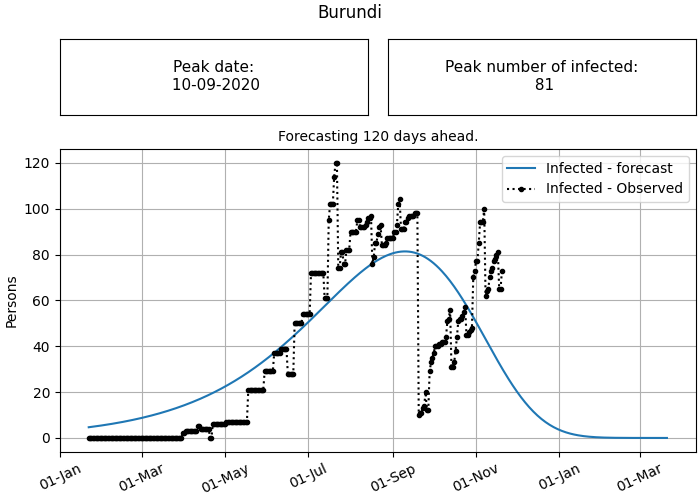 Burundi
Peak date:
10-09-2020
Peak number of infected:
81
Forecasting 120 days ahead.
Infected - forecast
Infected - Observed
Persons
120
100
80
60
40
20
0
01-Jan
01-Mar
01-May
01-Jul
01-Sep
01-Nov
01-Jan
01-Mar